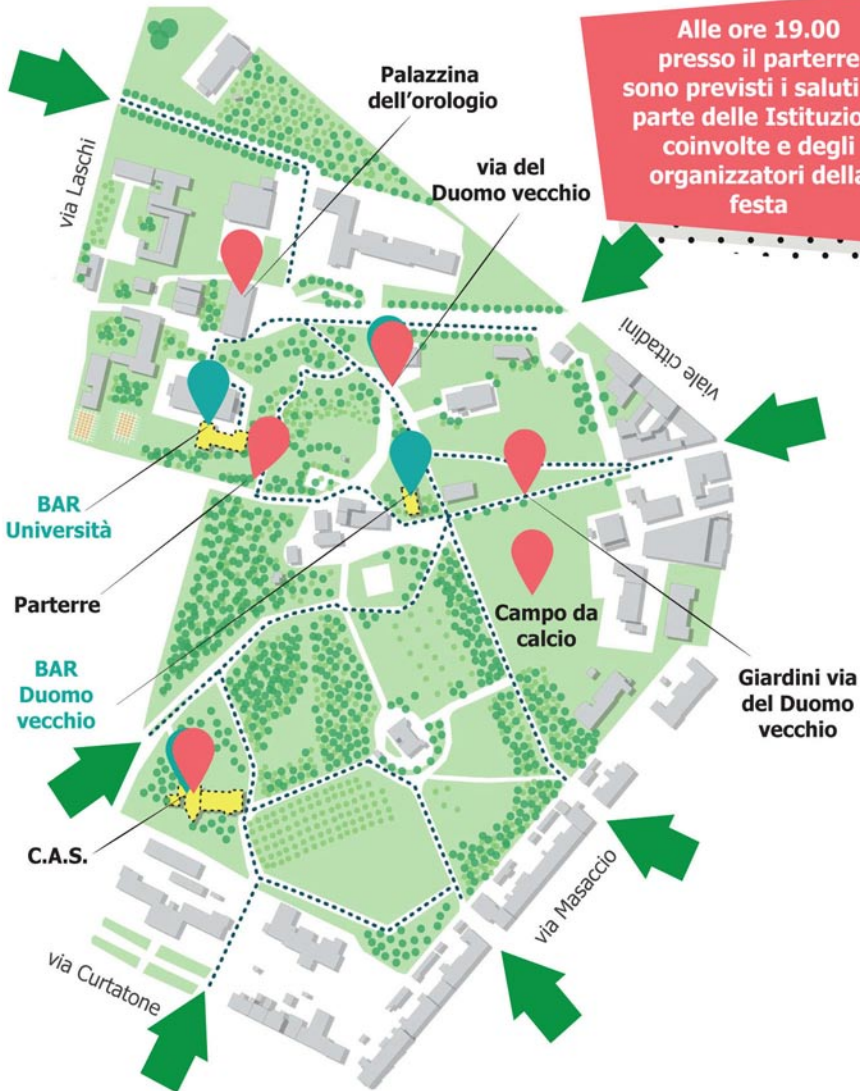 Alle ore 19.00
presso il parterre
sono previsti i saluti
parte delle
coinvolte e degli
organizzatori della
festa
Palazzina
dell'orologio
via del
Duomo vecchio
via Laschi
viale cittadini
BAR
Università
Parterre
BAR
Duomo
vecchio
Campo da
calcio
Giardini via
del Duomo
vecchio
C.A.S.
via Masaccio
via Curtatone